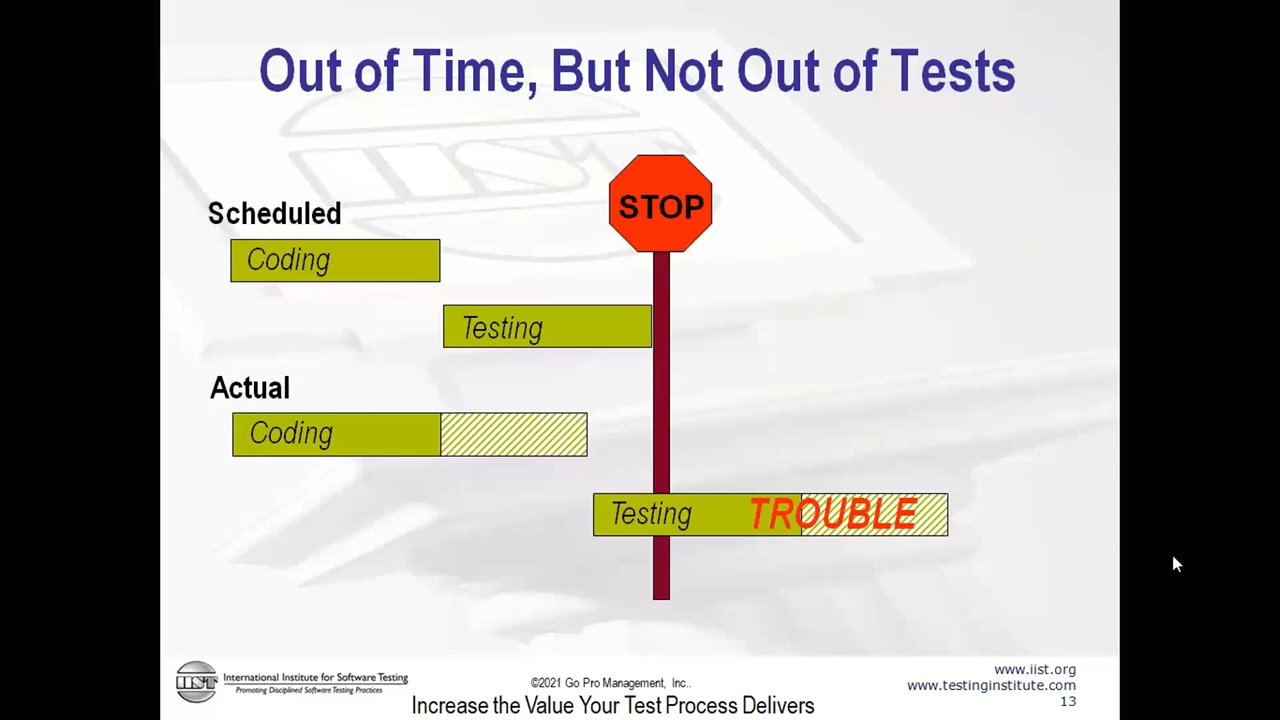 Out of Time, But Not Out of Tests
STOP
Scheduled
Coding
Testing
Actual
Coding
Testing TROUBLE
IIST
International Institute for Software Testing
Promoting Disciplined Software Testing Practices
©2021 Go Pro Management, Inc..
Increase the Value Your Test Process Delivers
www.iist.org
www.testinginstitute.com
13